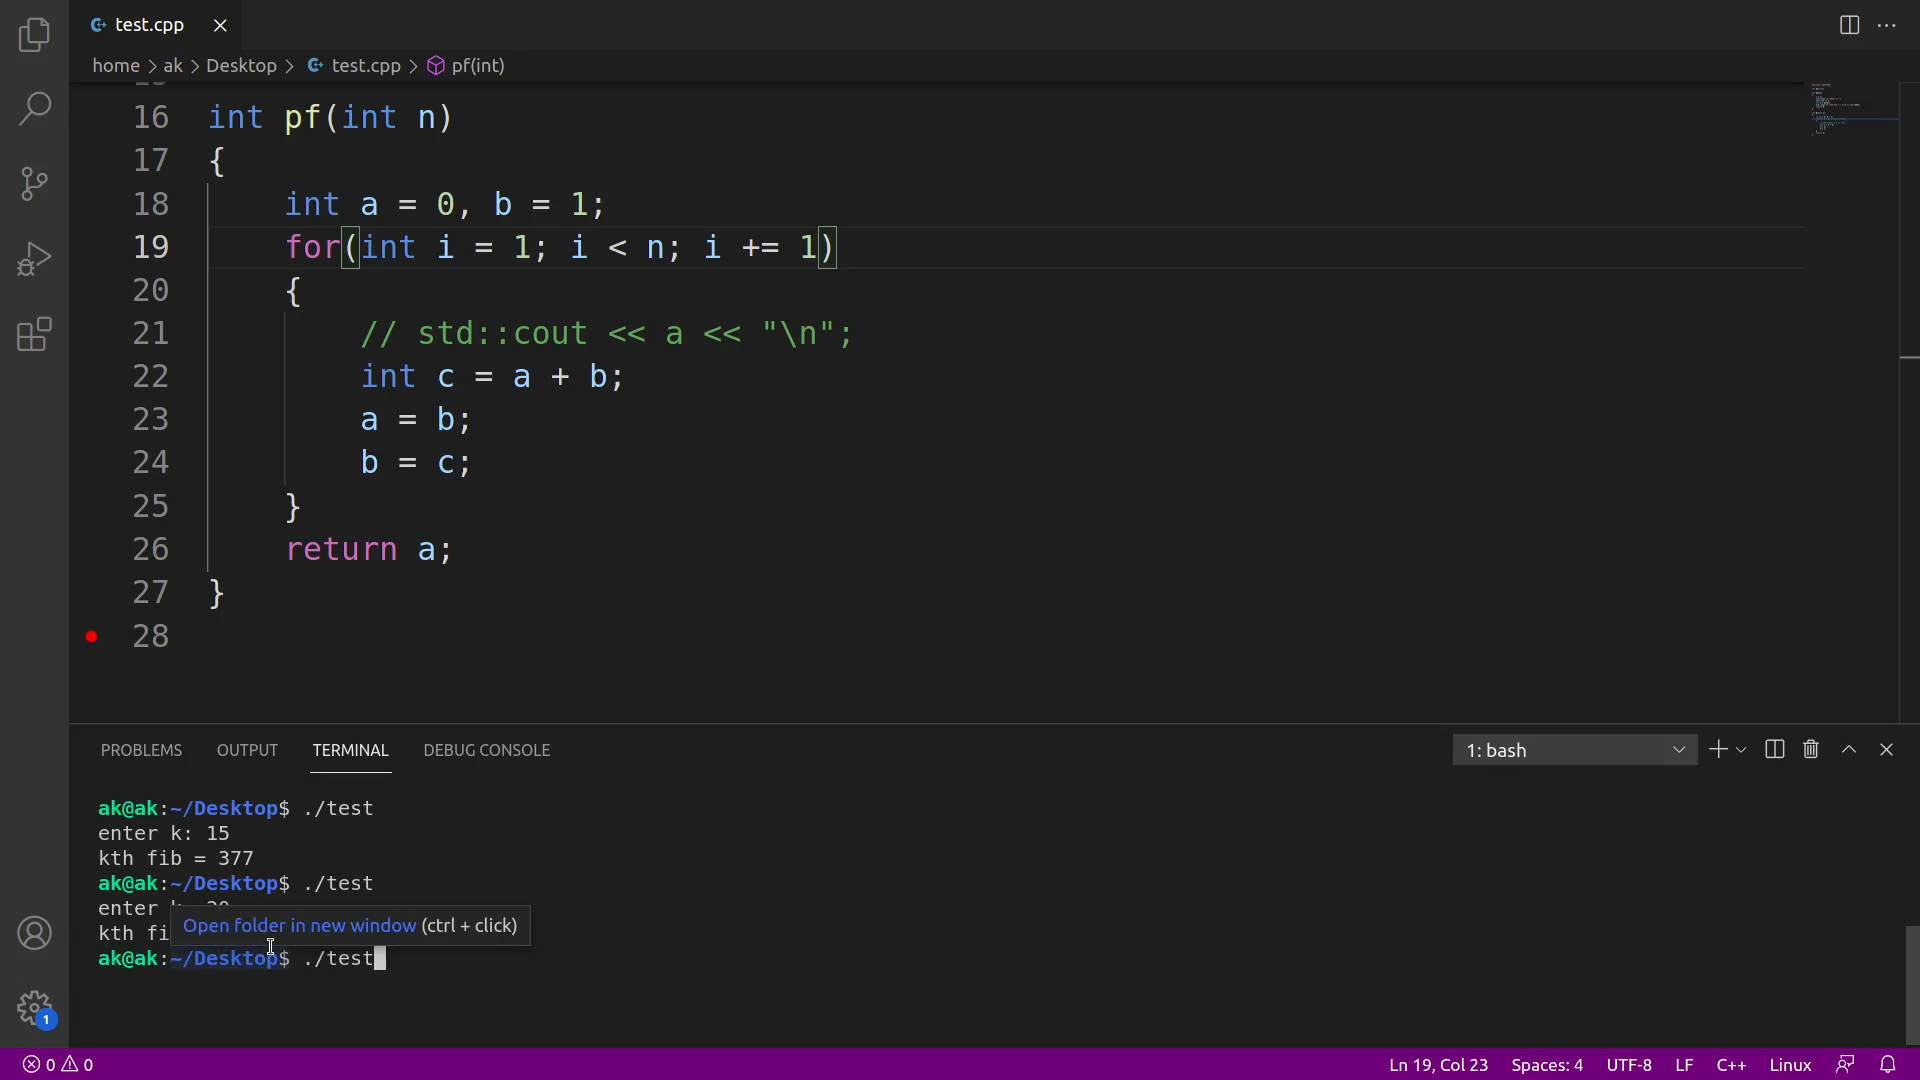 test.cpp
home > ak > Desktop > test.cpp > pf(int)
16 int pf(int n)
17 {
18 int a = 0, b = 1;
19 for(int i = 1; i < n; i += 1)
20 {
21 // std::cout << a << "\n";
22 int c = a + b;
23 a = b;
24 b = c;
25 }
26 return a;
27 }
28
PROBLEMS OUTPUT TERMINAL DEBUG CONSOLE 1: bash
ak@ak:~/Desktop$ ./test
enter k: 15
kth fib = 377
ak@ak:~/Desktop$ ./test
enter
kth
Open folder in new window (ctrl + click)
ak@ak:~/Desktop$ ./test
1
0 0 Ln 19, Col 23 Spaces: 4 UTF-8 LF C++ Linux